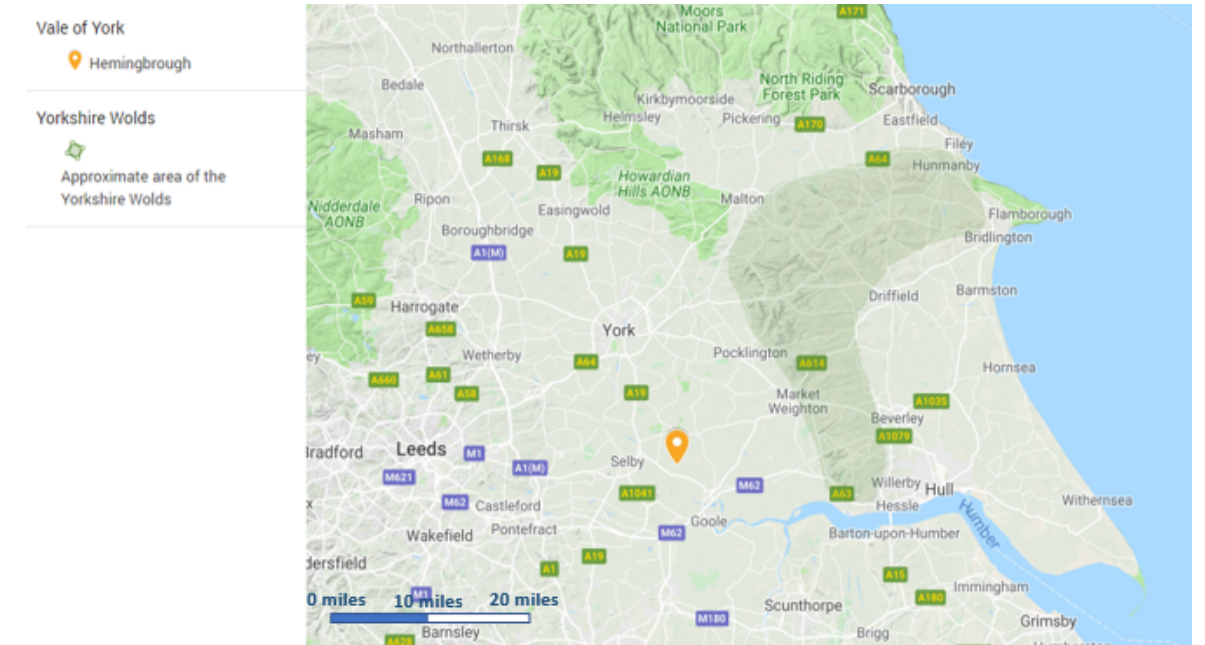 Vale of York
Hemingbrough
Yorkshire Wolds
Approximate area of the
Yorkshire Wolds
Moors
National Park
A171
Northallerton
Bedale
North Riding
Forest Park
Scarborough
Kirkbymoorside
Helmsley
Pickering
A170
Eastfield
Masham
Thirsk
Filey
A168
A19
A64
Hunmanby
Howardian
Hills AONB
Nidderdale
AONB
Ripon
Easingwold
Malton
Flamborough
Boroughbridge
Bridlington
A1(M)
A19
A59
Harrogate
Driffield
Barmston
A658
York
ey
Wetherby
A64
Pocklington
A614
Hornsea
A660
A61
A58
A19
Market
Weighton
A1035
Beverley
A1079
Bradford
Leeds
M1
Selby
A1(M)
M621
M62
A1041
M62
A63
Willerby
Hull
Castleford
Hessle
Humber
Withernsea
x
Wakefield
Pontefract
Goole
M62
Barton-upon-Humber
dersfield
A19
A1
A15
Immingham
A180
M1
0 miles 10 miles 20 miles
Scunthorpe
M180
Grimsby
Barnsley
A628
Brigg